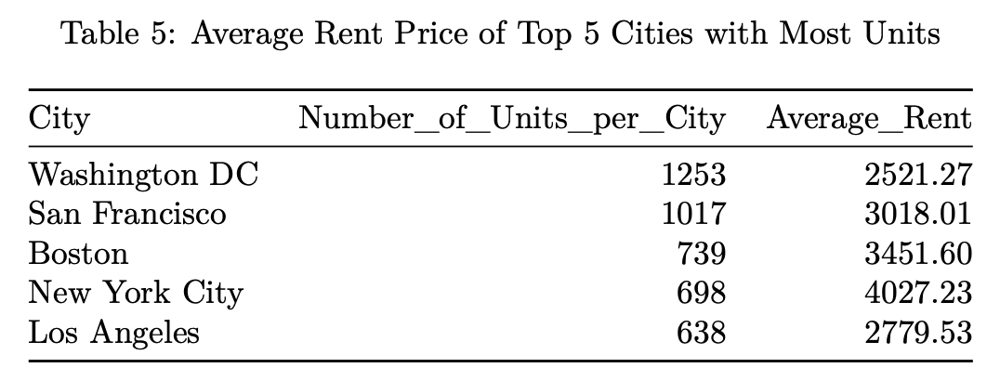 Table 5: Average Rent Price of Top 5 Cities with Most Units
City Number_of_Units_per_City Average_Rent
Washington DC 1253 2521.27
San Francisco 1017 3018.01
Boston 739 3451.60
New York City 698 4027.23
Los Angeles 638 2779.53